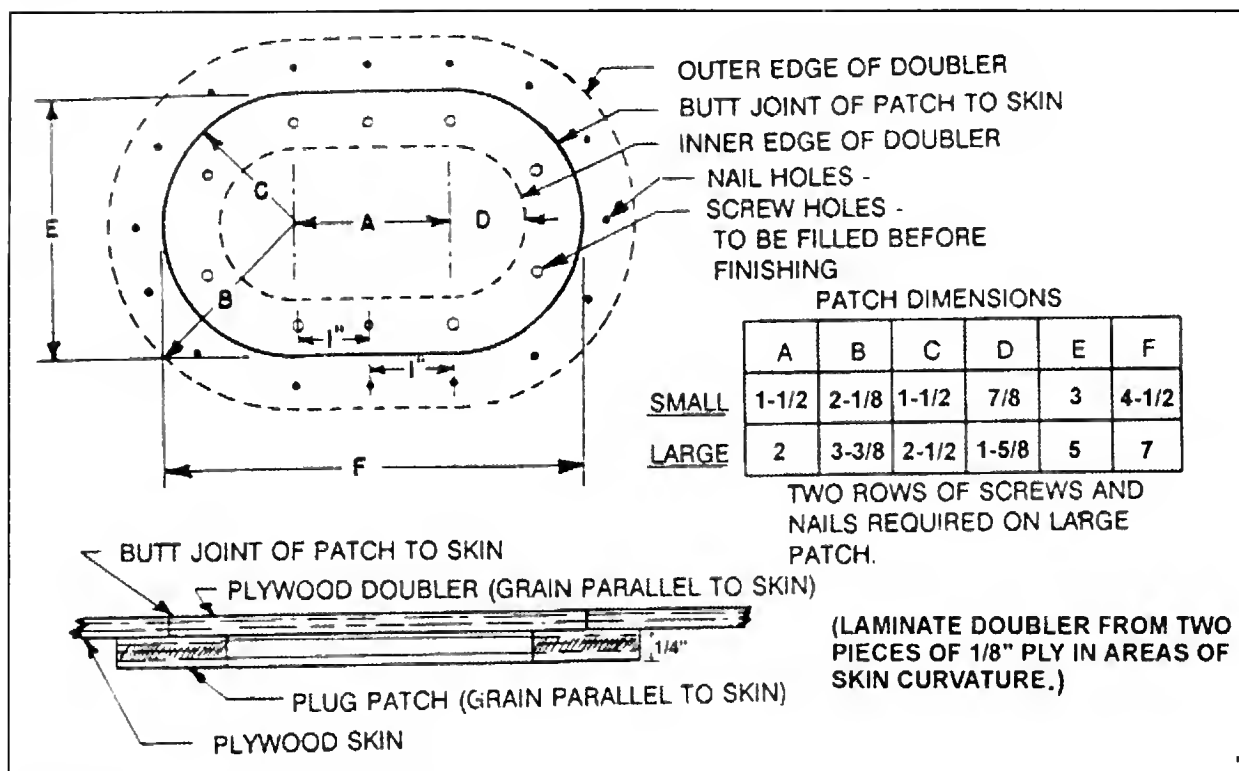 OUTER EDGE OF DOUBLER
BUTT JOINT OF PATCH TO SKIN
INNER EDGE OF DOUBLER
NAIL HOLES -
SCREW HOLES -
TO BE FILLED BEFORE
FINISHING
E
C
A
D
B
1"
1"
F
PATCH DIMENSIONS
A B C D E F
SMALL 1-1/2 2-1/8 1-1/2 7/8 3 4-1/2
LARGE 2 3-3/8 2-1/2 1-5/8 5 7
TWO ROWS OF SCREWS AND
NAILS REQUIRED ON LARGE
PATCH.
BUTT JOINT OF PATCH TO SKIN
PLYWOOD DOUBLER (GRAIN PARALLEL TO SKIN)
1/4"
PLUG PATCH (GRAIN PARALLEL TO SKIN)
PLYWOOD SKIN
(LAMINATE DOUBLER FROM TWO
PIECES OF 1/8" PLY IN AREAS OF
SKIN CURVATURE.)